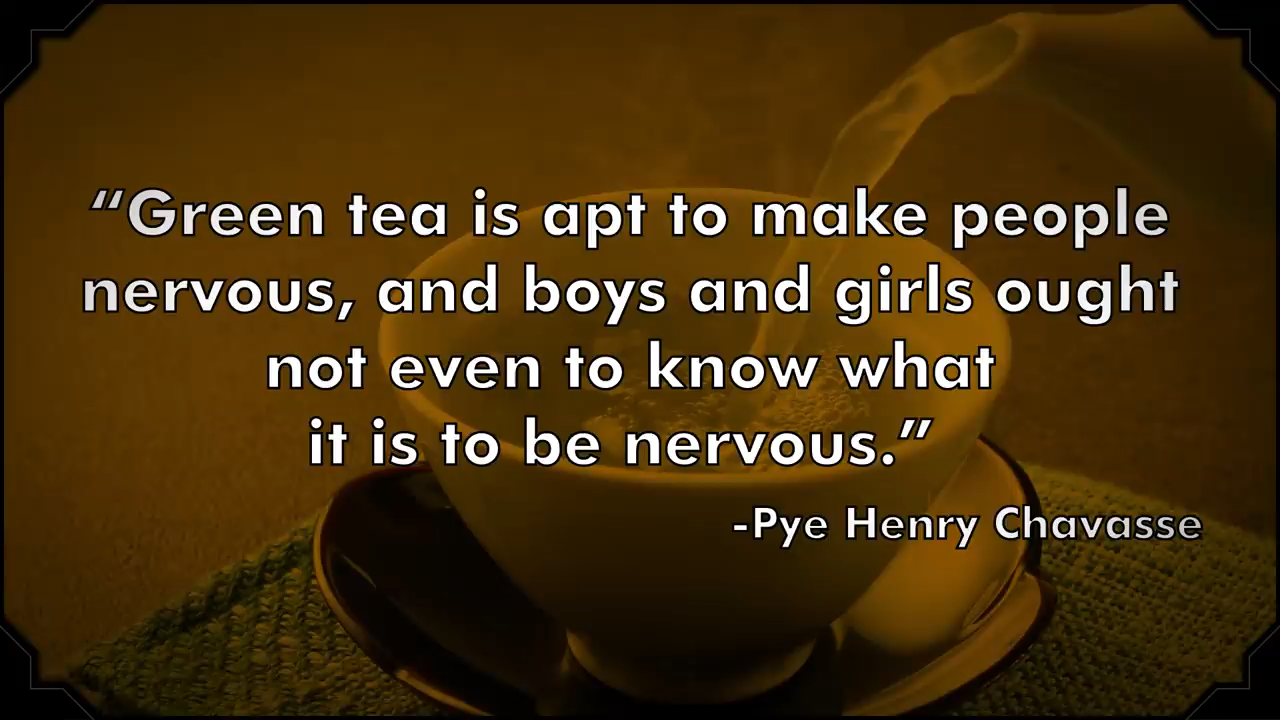 “Green tea is apt to make people
nervous, and boys and girls ought
not even to know what
it is to be nervous.”
-Pye Henry Chavasse